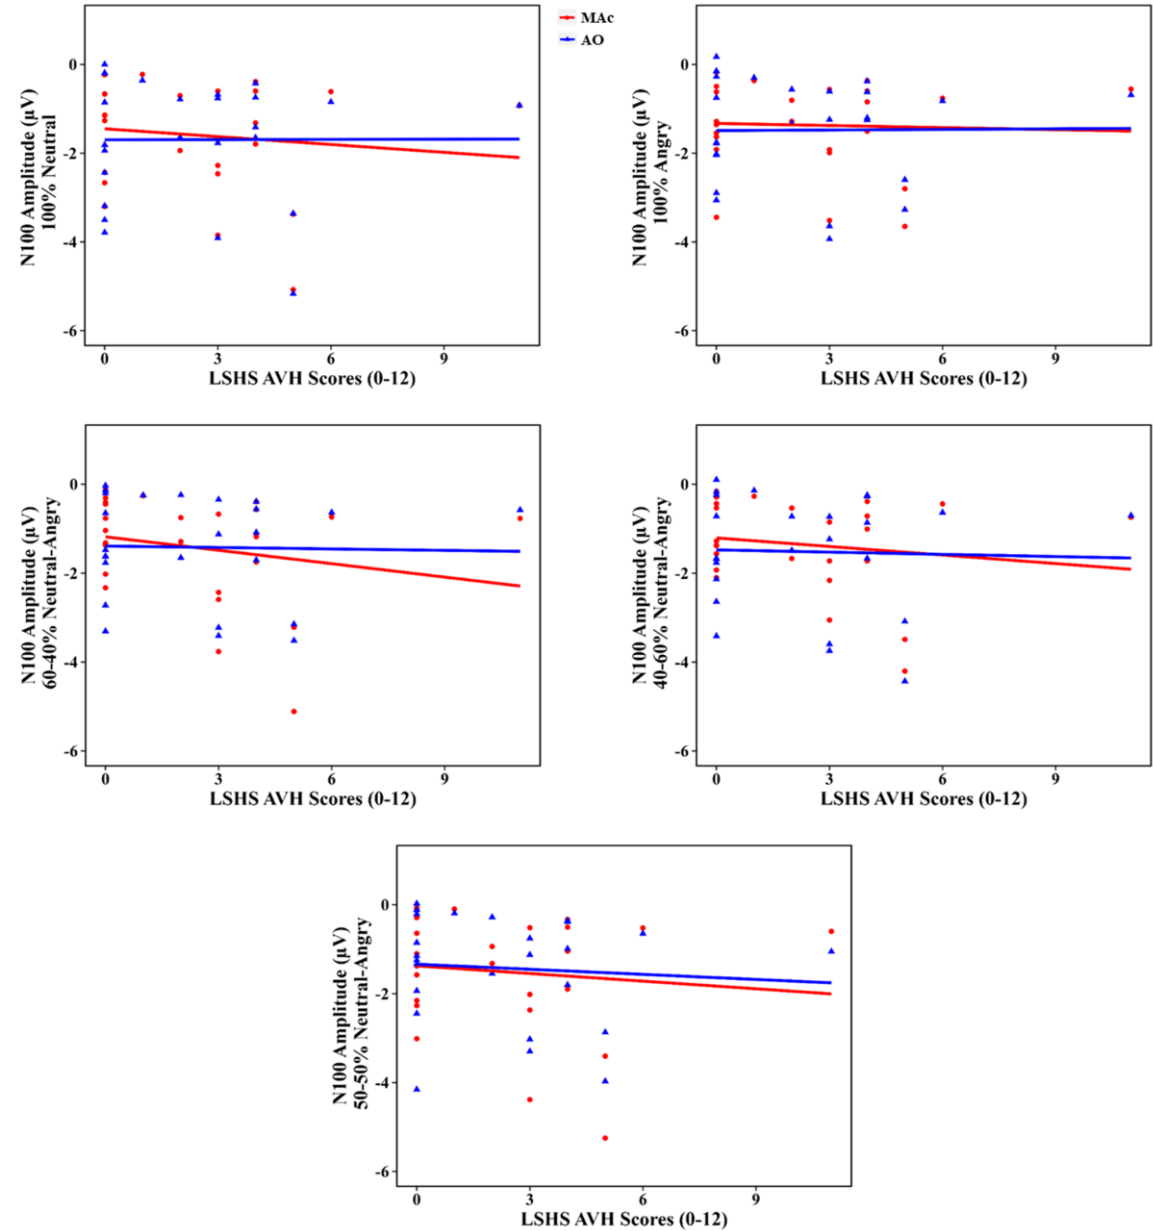 MAc
AO
N100 Amplitude (µV)
100% Neutral
0
-2
-4
-6
0 3 6 9
LSHS AVH Scores (0-12)
N100 Amplitude (µV)
100% Angry
0
-2
-4
-6
0 3 6 9
LSHS AVH Scores (0-12)
N100 Amplitude (µV)
60-40% Neutral-Angry
0
-2
-4
-6
0 3 6 9
LSHS AVH Scores (0-12)
N100 Amplitude (µV)
40-60% Neutral-Angry
0
-2
-4
-6
0 3 6 9
LSHS AVH Scores (0-12)
N100 Amplitude (µV)
50-50% Neutral-Angry
0
-2
-4
-6
0 3 6 9
LSHS AVH Scores (0-12)